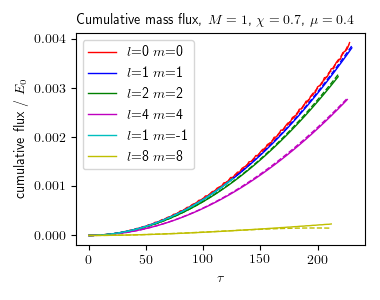 Cumulative mass flux, M = 1, χ = 0.7, μ = 0.4
cumulative flux / E₀
0.004
0.003
0.002
0.001
0.000
l=0 m=0
l=1 m=1
l=2 m=2
l=4 m=4
l=1 m=-1
l=8 m=8
0 50 100 150 200
τ